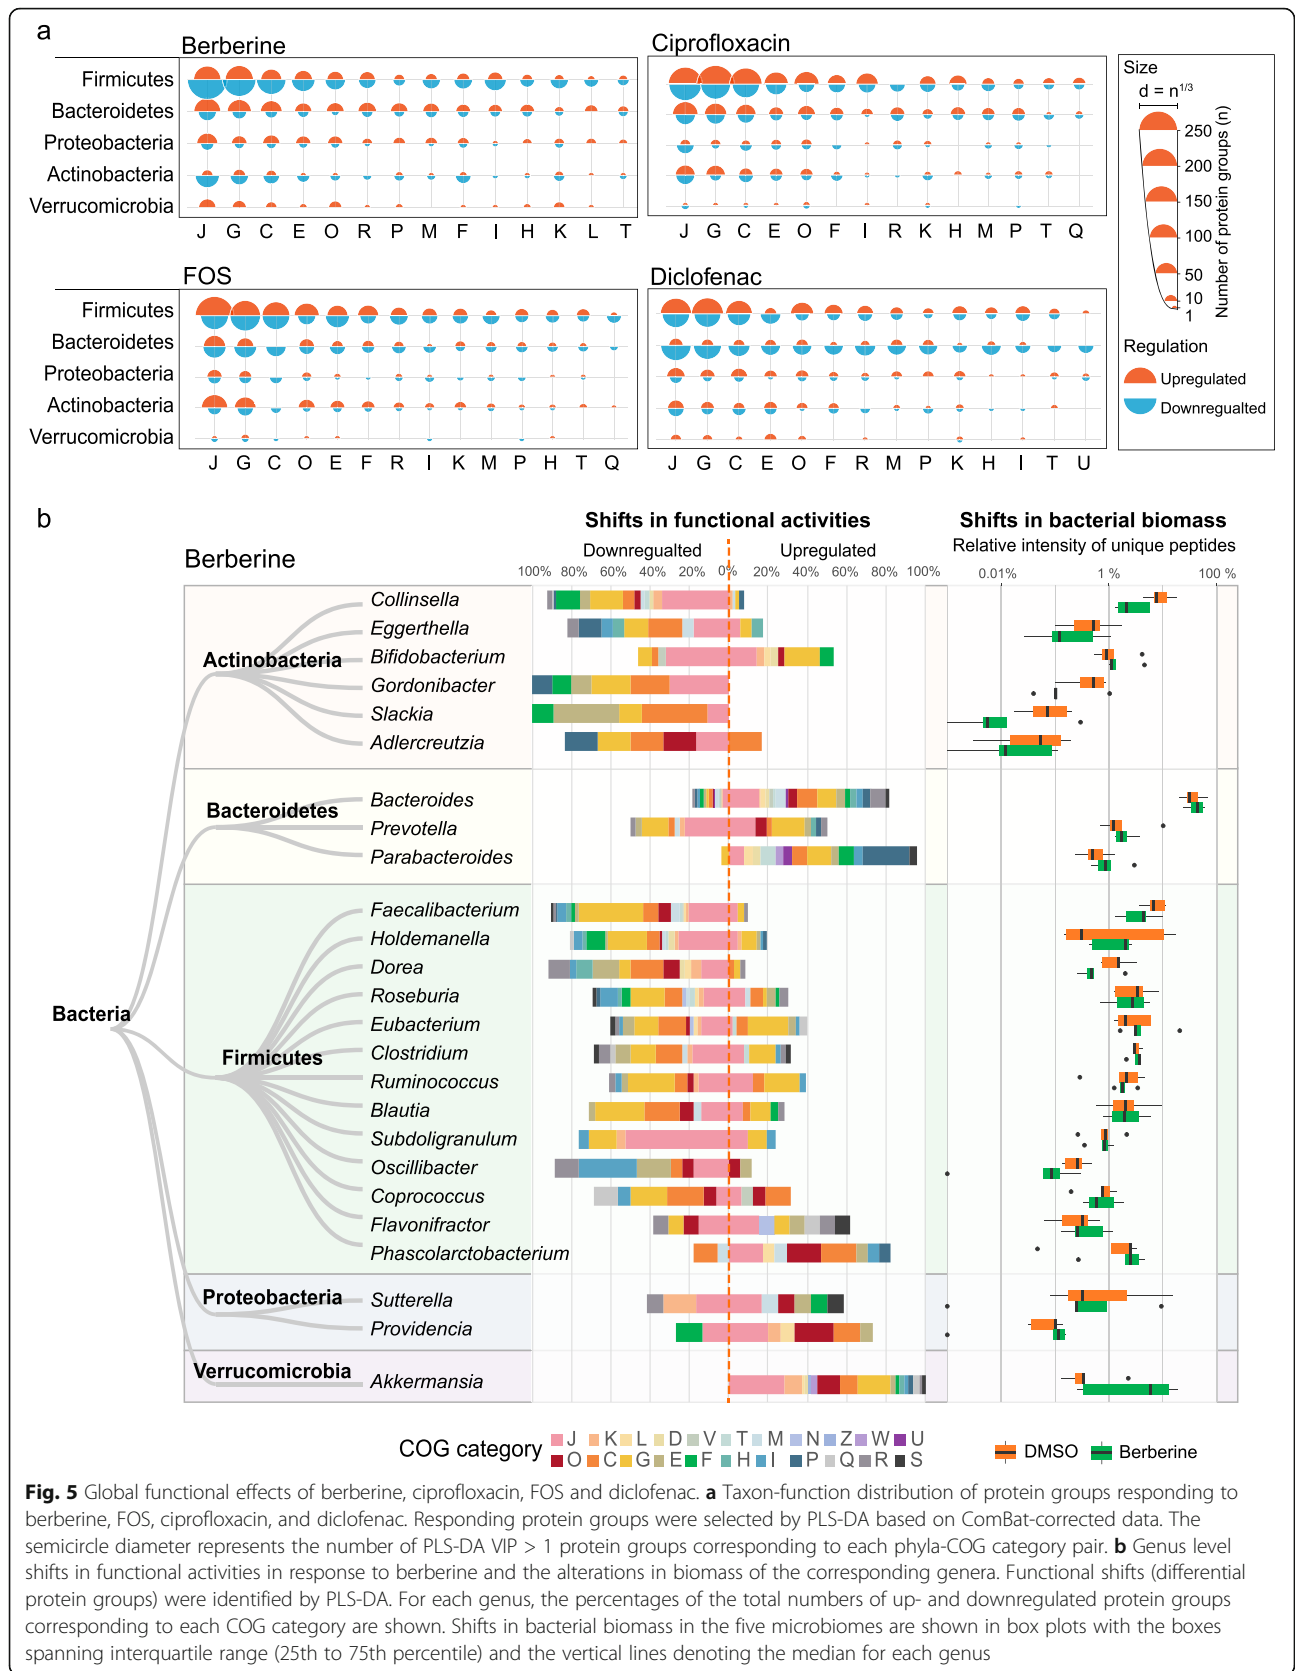 a
Berberine
Firmicutes
Bacteroidetes
Proteobacteria
Actinobacteria
Verrucomicrobia
J G C E O R P M F I H K L T
Ciprofloxacin
J G C E O F I R K H M P T Q
Size
d = n1/3
250
200
150
100
50
10
1
Number of protein groups (n)
Regulation
Upregulated
Downregualted
FOS
Firmicutes
Bacteroidetes
Proteobacteria
Actinobacteria
Verrucomicrobia
J G C O E F R I K M P H T Q
Diclofenac
J G C E O F R M P K H I T U
b
Shifts in functional activities
Shifts in bacterial biomass
Berberine
Downregualted
Upregulated
Relative intensity of unique peptides
100% 80% 60% 40% 20% 0% 20% 40% 60% 80% 100%
0.01% 1 % 100 %
Bacteria
Actinobacteria
Collinsella
Eggerthella
Bifidobacterium
Gordonibacter
Slackia
Adlercreutzia
Bacteroidetes
Bacteroides
Prevotella
Parabacteroides
Firmicutes
Faecalibacterium
Holdemanella
Dorea
Roseburia
Eubacterium
Clostridium
Ruminococcus
Blautia
Subdoligranulum
Oscillibacter
Coprococcus
Flavonifractor
Phascolarctobacterium
Proteobacteria
Sutterella
Providencia
Verrucomicrobia
Akkermansia
COG category
J K L D V T M N Z W U
O C G E F H I P Q R S
DMSO Berberine
Fig. 5 Global functional effects of berberine, ciprofloxacin, FOS and diclofenac. a Taxon-function distribution of protein groups responding to
berberine, FOS, ciprofloxacin, and diclofenac. Responding protein groups were selected by PLS-DA based on ComBat-corrected data. The
semicircle diameter represents the number of PLS-DA VIP > 1 protein groups corresponding to each phyla-COG category pair. b Genus level
shifts in functional activities in response to berberine and the alterations in biomass of the corresponding genera. Functional shifts (differential
protein groups) were identified by PLS-DA. For each genus, the percentages of the total numbers of up- and downregulated protein groups
corresponding to each COG category are shown. Shifts in bacterial biomass in the five microbiomes are shown in box plots with the boxes
spanning interquartile range (25th to 75th percentile) and the vertical lines denoting the median for each genus